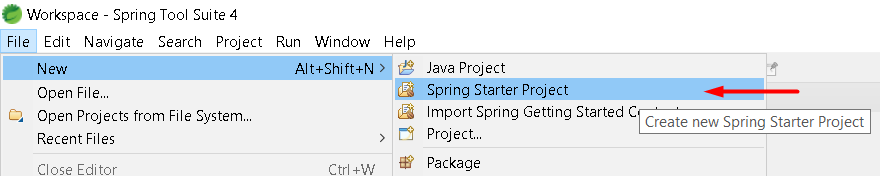 Workspace - Spring Tool Suite 4
File Edit Navigate Search Project Run Window Help
New Alt+Shift+N
Java Project
Open File...
Spring Starter Project
Open Projects from File System...
Import Spring Getting Started
Create new Spring Starter Project
Recent Files
Project...
Close Editor Ctrl+W
Package